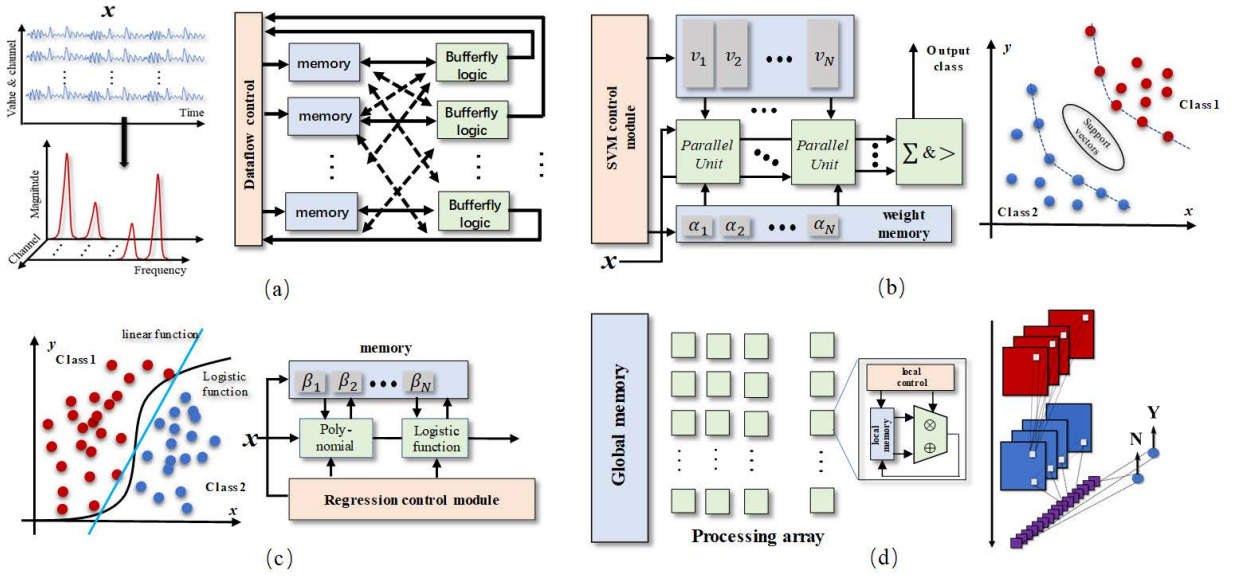 x
Value & channel
Time
Magnitude
Channel
Frequency
Dataflow control
memory
Bufferfly
logic
memory
Bufferfly
logic
memory
Bufferfly
logic
(a)
SVM control
module
v1 v2 ••• vN
Parallel
Unit
Parallel
Unit
Σ & >
Output
class
α1 α2 ••• αN
weight
memory
x
y
Class1
Support
vectors
Class2
x
(b)
linear function
y
Class1
Logistic
function
Class2
x
memory
β1 β2 ••• βN
x
Poly-
nomial
Logistic
function
Regression control module
(c)
Global memory
Processing array
local
control
local
memory
⊗
⊕
Y
N
(d)